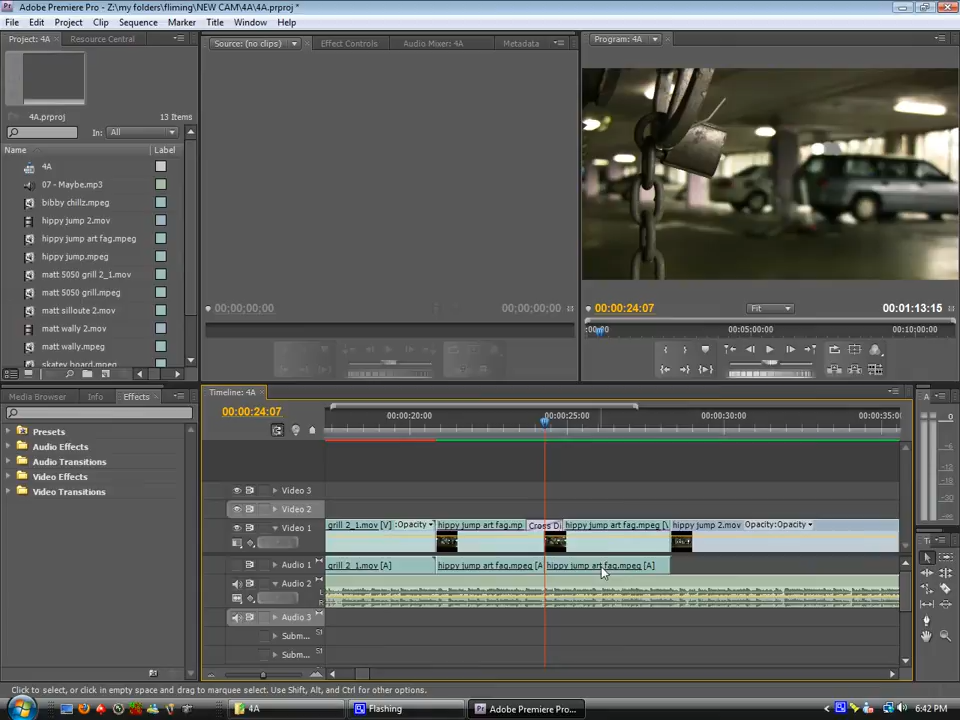 Adobe Premiere Pro - Z:\my folders\fliming\NEW CAM\4A\4A.prproj *
File Edit Project Clip Sequence Marker Title Window Help
Project: 4A Resource Central
Source: (no clips) Effect Controls Audio Mixer: 4A Metadata
Program: 4A
4A.prproj 13 Items
In: All
Name Label
4A
07 - Maybe.mp3
bibby chillz.mpeg
hippy jump 2.mov
hippy jump art fag.mpeg
hippy jump.mpeg
matt 5050 grill 2_1.mov
matt 5050 grill.mpeg
matt silloute 2.mov
matt wally 2.mov
matt wally.mpeg
skatey board.mpeg
00;00;00;00 00;00;00;00
00:00:24:07 Fit 00:01:13:15
:00:00 00:05:00:00 00:10:00:00
Media Browser Info Effects
Presets
Audio Effects
Audio Transitions
Video Effects
Video Transitions
Timeline: 4A
00:00:24:07
00:00:20:00 00:00:25:00 00:00:30:00 00:00:35:0
Video 3
Video 2
Video 1
grill 2_1.mov [V] :Opacity hippy jump art fag.mp Cross Di hippy jump art fag.mpeg [V hippy jump 2.mov Opacity:Opacity
Audio 1
grill 2_1.mov [A] hippy jump art fag.mpeg [A hippy jump art fag.mpeg [A]
Audio 2
L
R
Audio 3
Subm...
Subm...
0
-6
-12
-18
Click to select, or click in empty space and drag to marquee select. Use Shift, Alt, and Ctrl for other options.
4A Flashing Adobe Premiere Pro... 6:42 PM